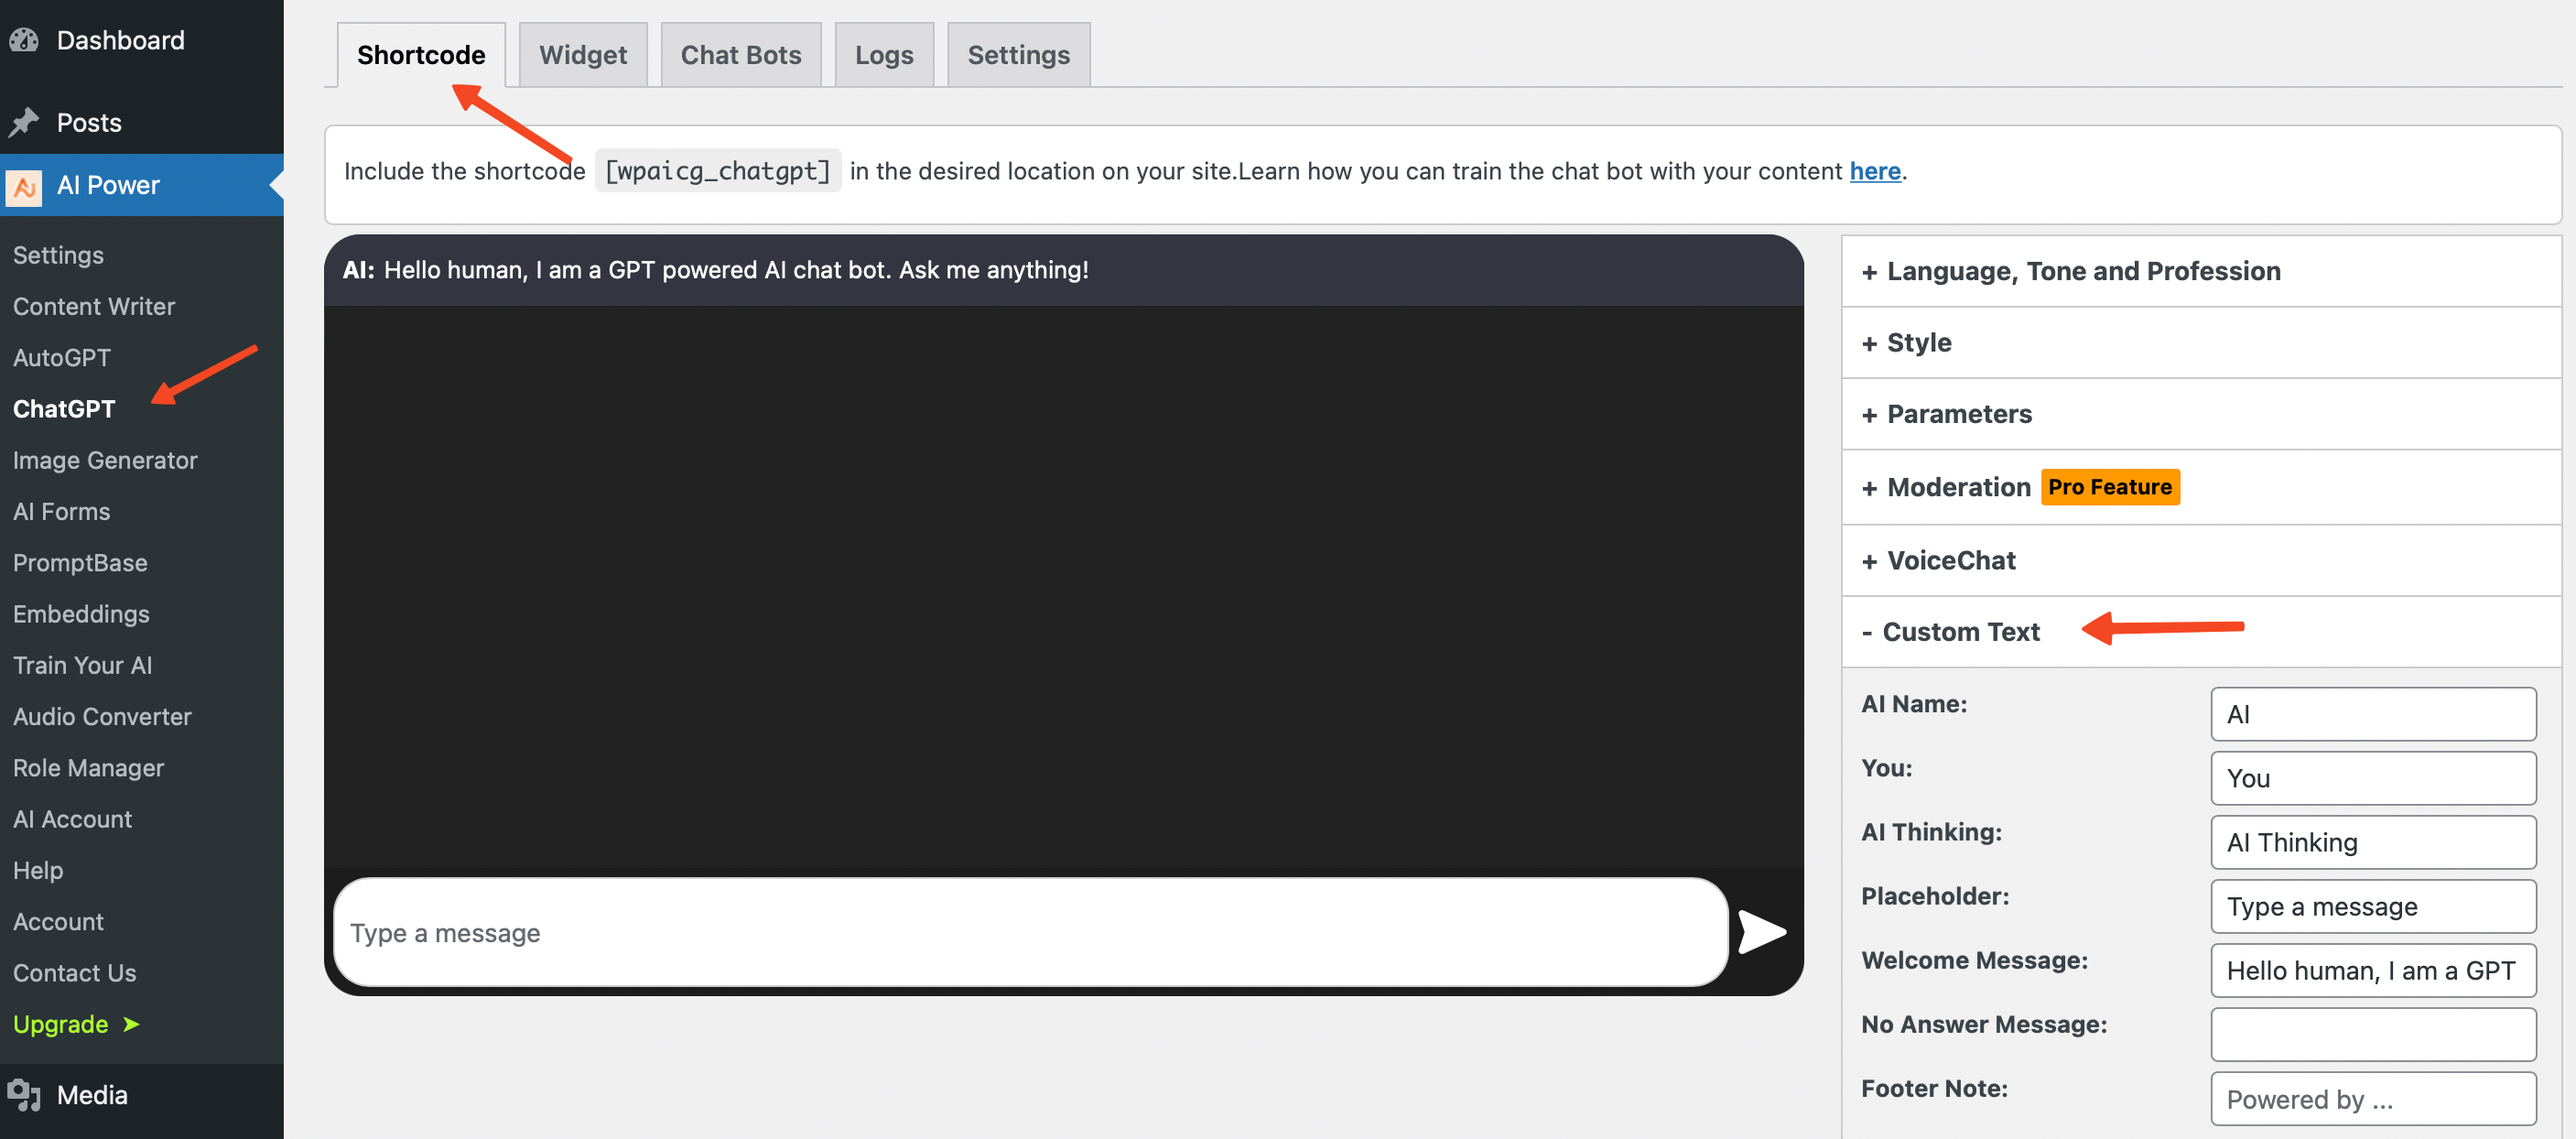 Dashboard
Posts
AI Power
Settings
Content Writer
AutoGPT
ChatGPT
Image Generator
AI Forms
PromptBase
Embeddings
Train Your AI
Audio Converter
Role Manager
AI Account
Help
Account
Contact Us
Upgrade ➤
Media
Shortcode
Widget
Chat Bots
Logs
Settings
Include the shortcode [wpaicg_chatgpt] in the desired location on your site.Learn how you can train the chat bot with your content here.
AI: Hello human, I am a GPT powered AI chat bot. Ask me anything!
Type a message
+ Language, Tone and Profession
+ Style
+ Parameters
+ Moderation Pro Feature
+ VoiceChat
- Custom Text
AI Name: AI
You: You
AI Thinking: AI Thinking
Placeholder: Type a message
Welcome Message: Hello human, I am a GPT
No Answer Message:
Footer Note: Powered by ...